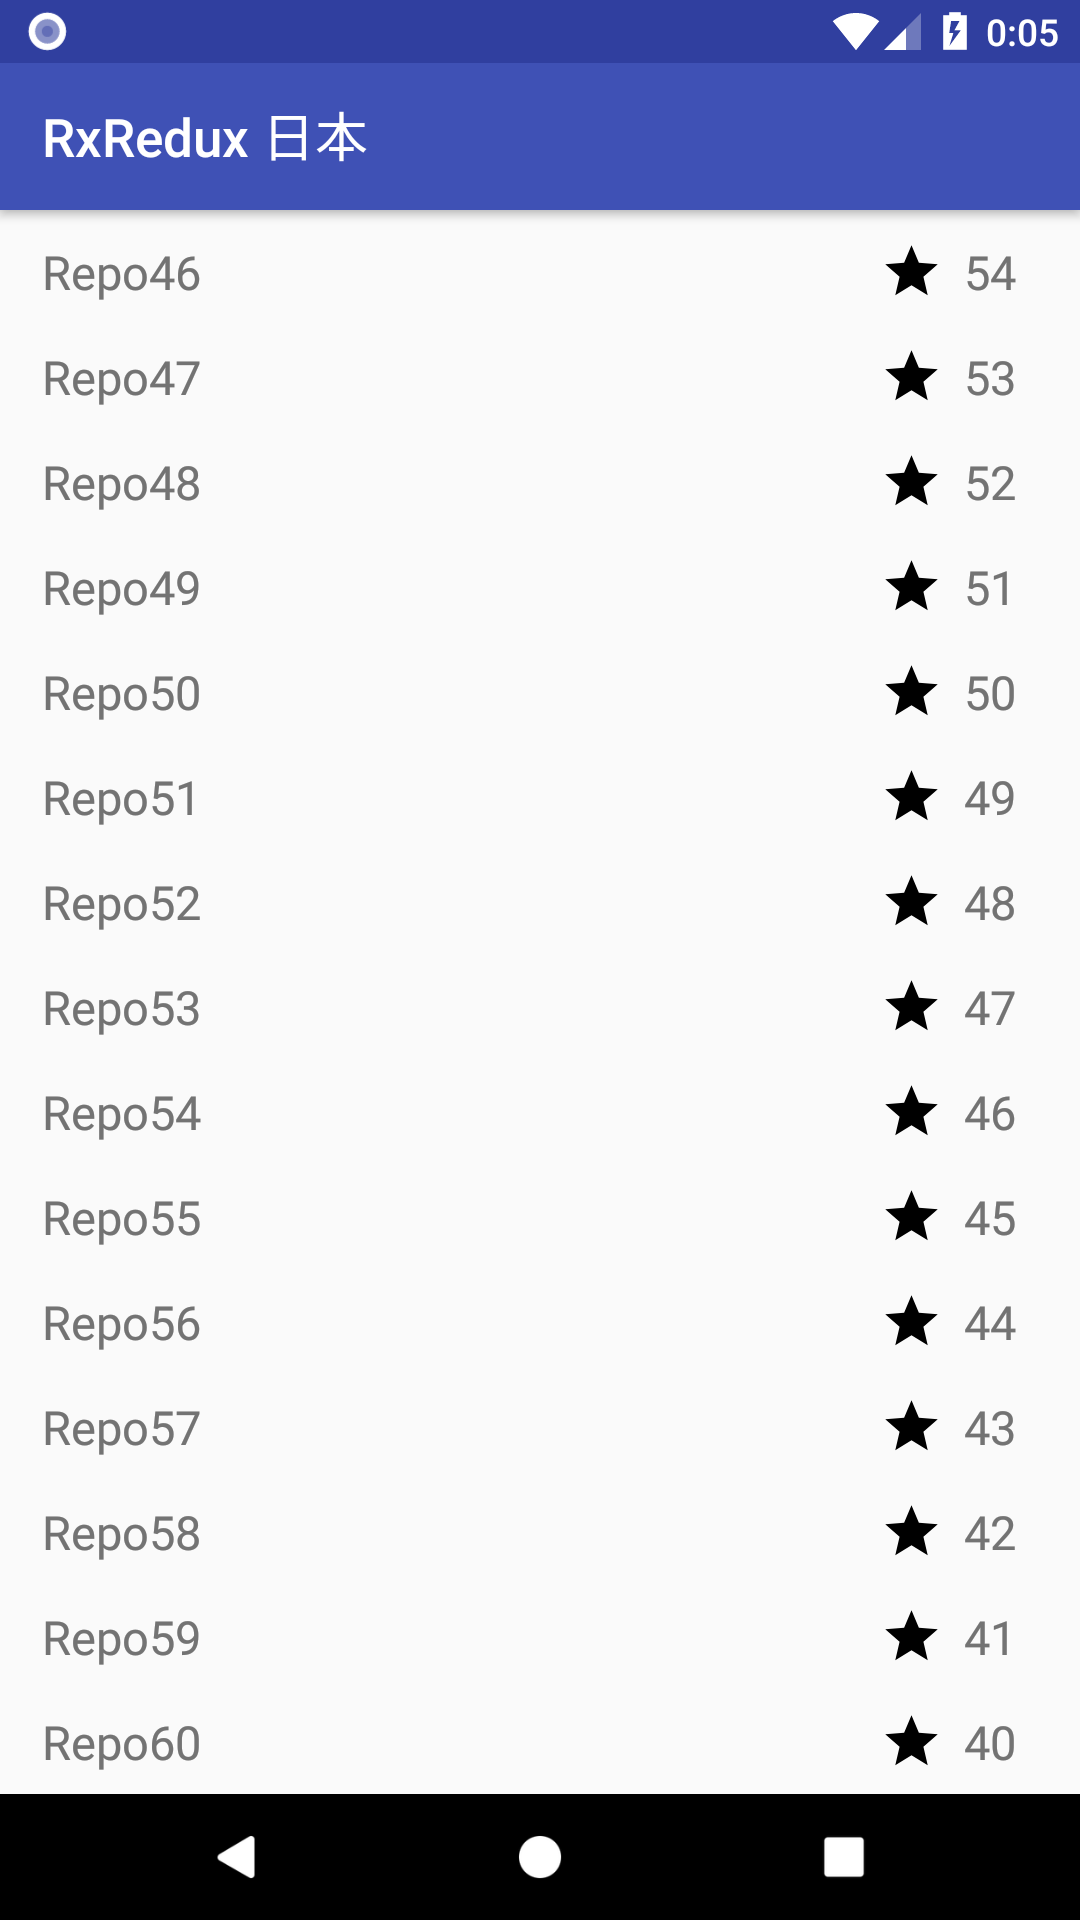 0:05
RxRedux 日本
Repo46 54
Repo47 53
Repo48 52
Repo49 51
Repo50 50
Repo51 49
Repo52 48
Repo53 47
Repo54 46
Repo55 45
Repo56 44
Repo57 43
Repo58 42
Repo59 41
Repo60 40